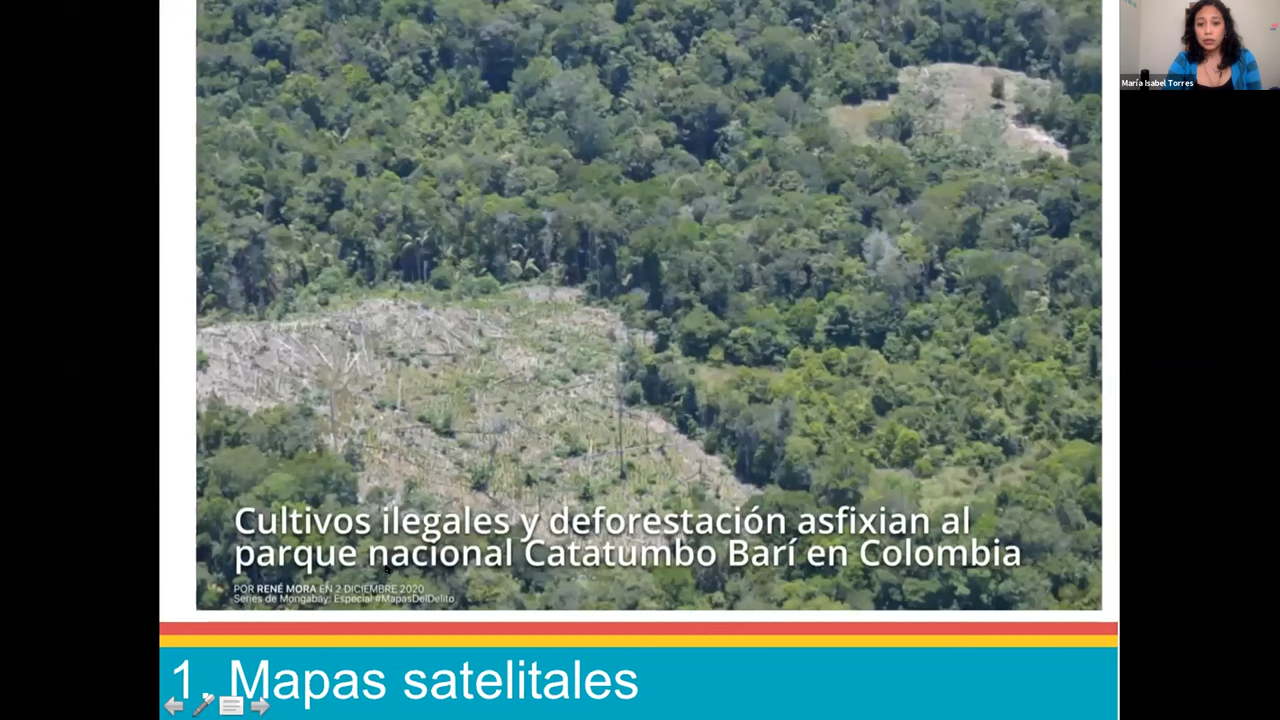 María Isabel Torres
Cultivos ilegales y deforestación asfixian al
parque nacional Catatumbo Barí en Colombia
POR RENÉ MORA EN 2 DICIEMBRE 2020
Series de Mongabay: Especial #MapasDelDelito
1. Mapas satelitales